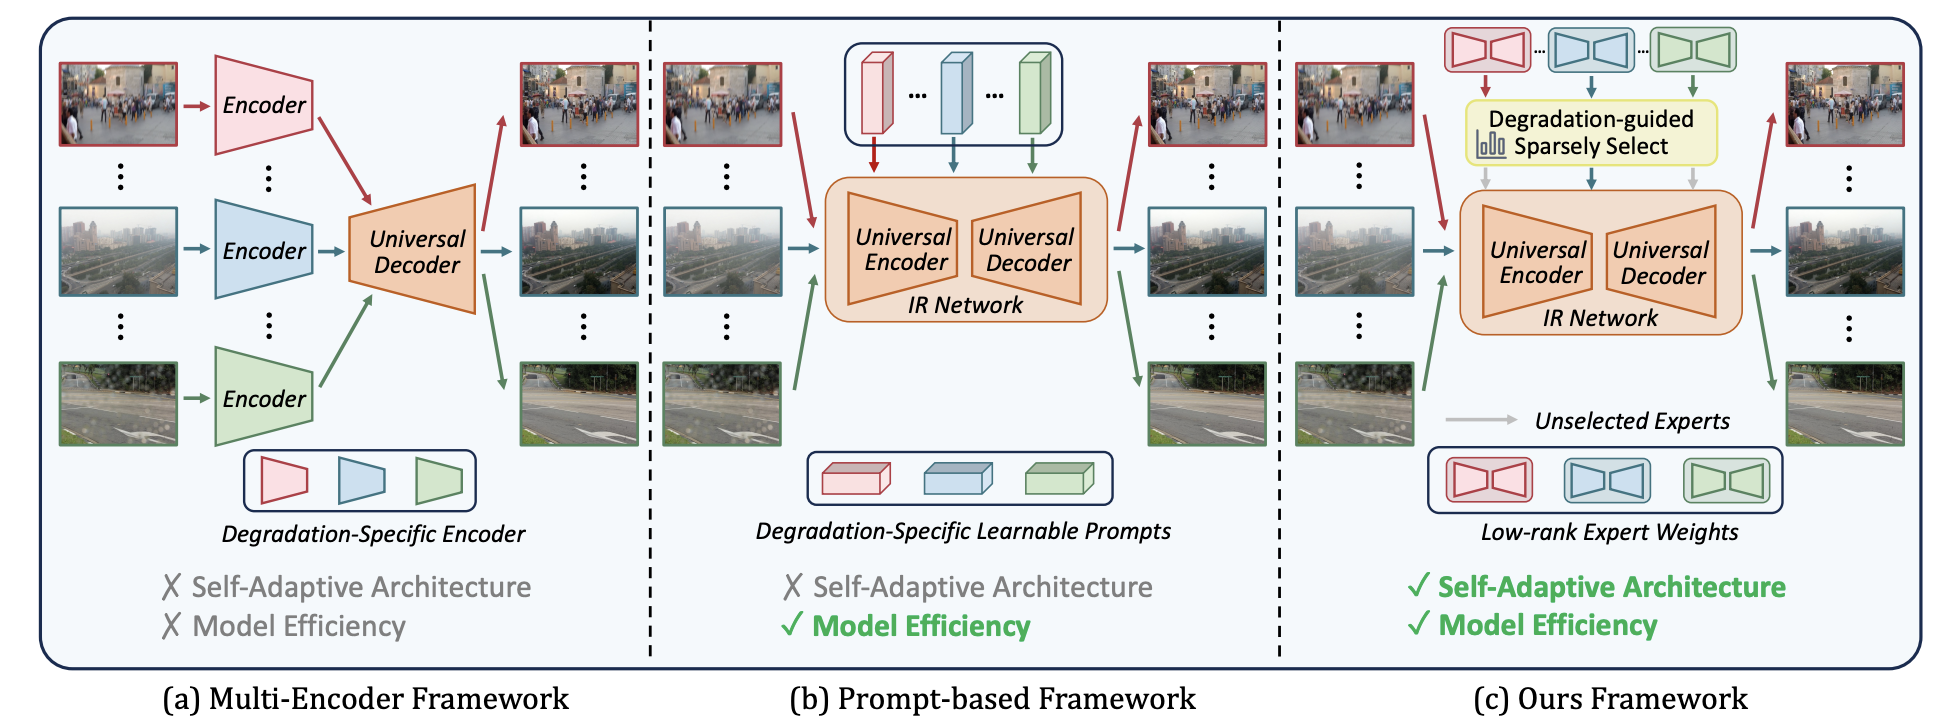 Encoder
Encoder
Encoder
Universal
Decoder
Degradation-Specific Encoder
✗ Self-Adaptive Architecture
✗ Model Efficiency
(a) Multi-Encoder Framework
...
...
Universal
Encoder
Universal
Decoder
IR Network
Degradation-Specific Learnable Prompts
✗ Self-Adaptive Architecture
✓ Model Efficiency
(b) Prompt-based Framework
...
...
Degradation-guided
Sparsely Select
Universal
Encoder
Universal
Decoder
IR Network
Unselected Experts
Low-rank Expert Weights
✓ Self-Adaptive Architecture
✓ Model Efficiency
(c) Ours Framework